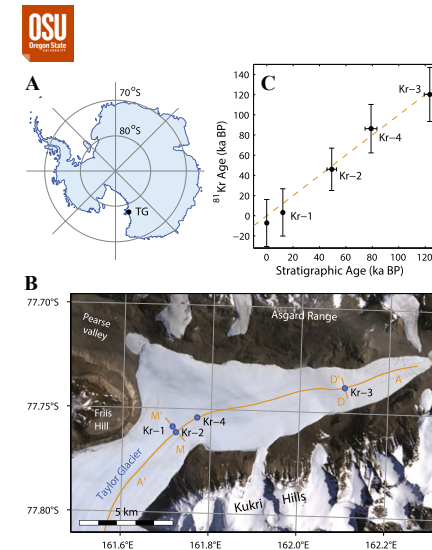 OSU
Oregon State
UNIVERSITY
A
70°S
80°S
TG
C
81Kr Age (ka BP)
140
120
100
80
60
40
20
0
−20
Kr−3
Kr−4
Kr−2
Kr−1
0 20 40 60 80 100 120
Stratigraphic Age (ka BP)
B
77.70°S
77.75°S
77.80°S
Pearse
valley
Asgard Range
Friis
Hill
D'
D
Kr−3
A
M'
Kr−4
Kr−1
Kr−2
M
Taylor Glacier
A'
Kukri Hills
5 km
161.6°E 161.8°E 162.0°E 162.2°E